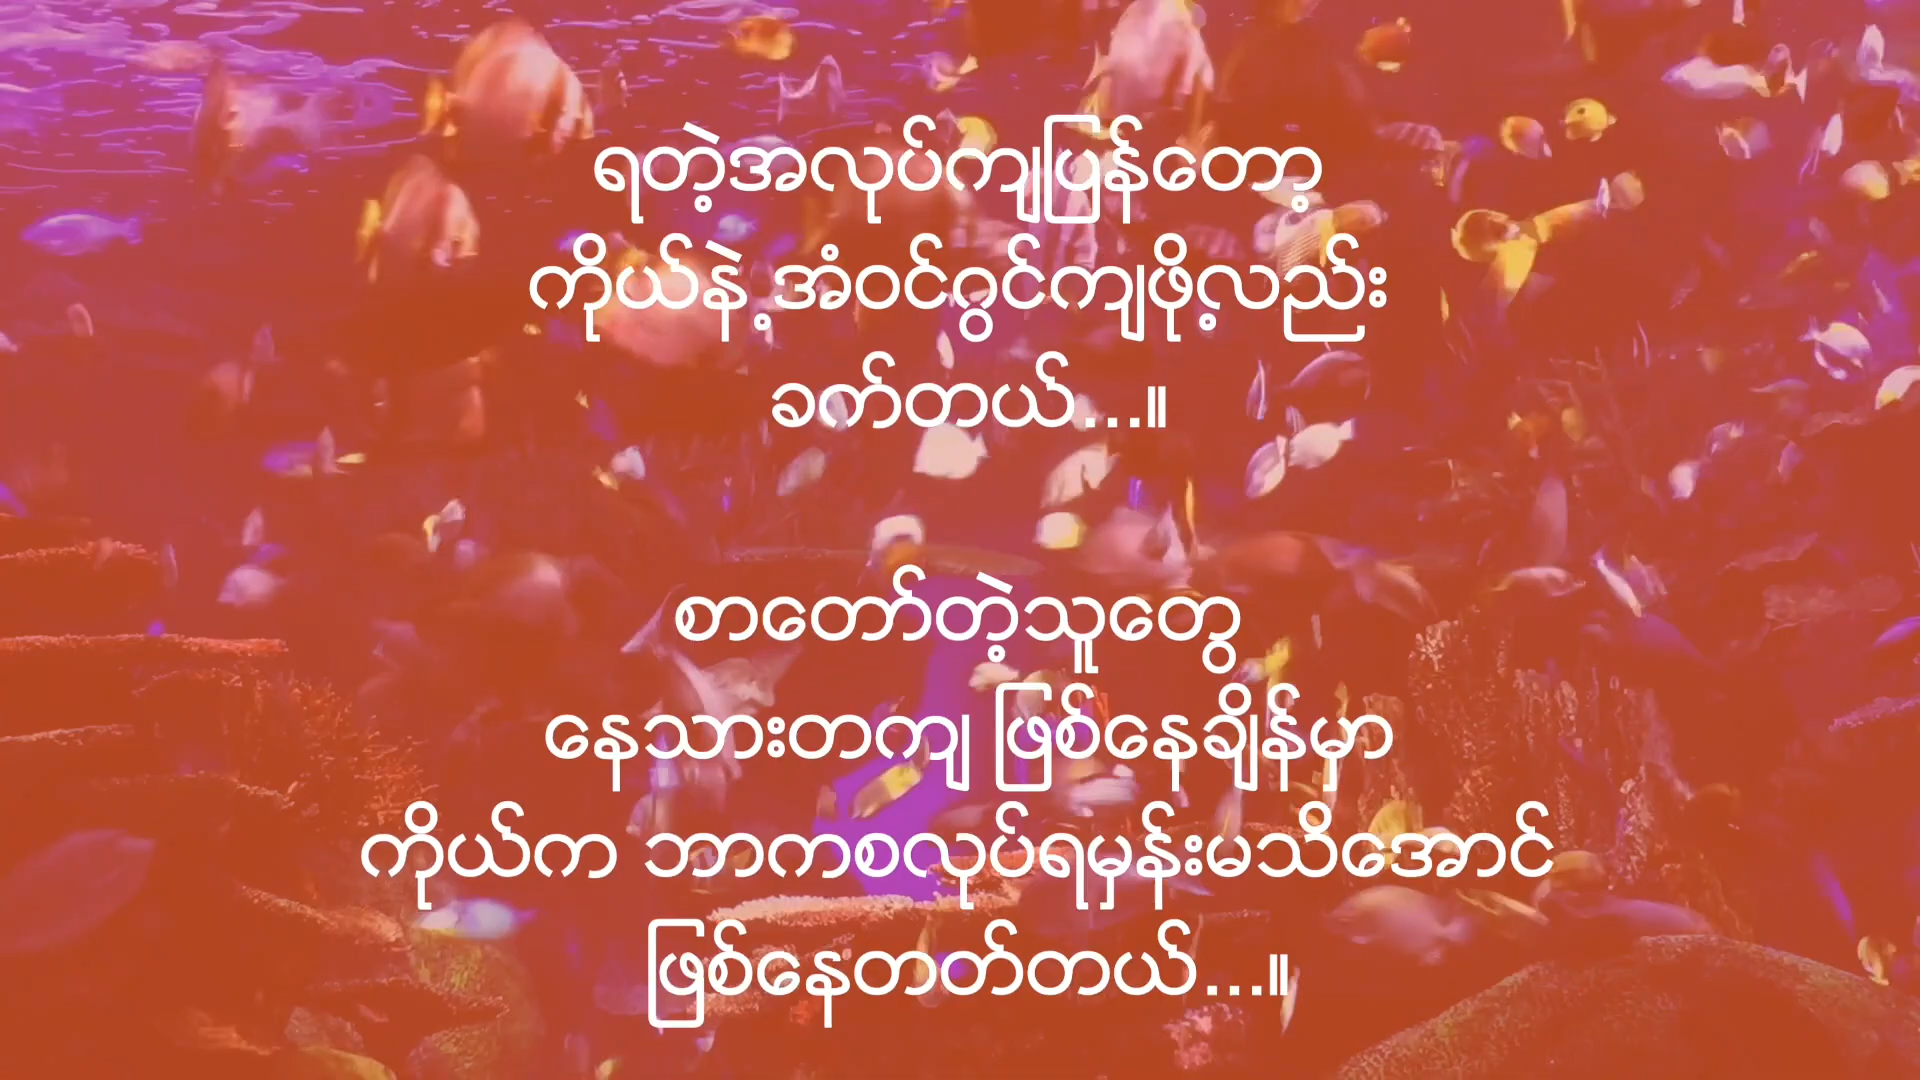 ရတဲ့အလုပ်ကျပြန်တော့
ကိုယ်နဲ့ အံဝင်ဂွင်ကျဖို့လည်း
ခက်တယ်...။
စာတော်တဲ့သူတွေ
နေသားတကျ ဖြစ်နေချိန်မှာ
ကိုယ်က ဘာကစလုပ်ရမှန်းမသိအောင်
ဖြစ်နေတတ်တယ်...။